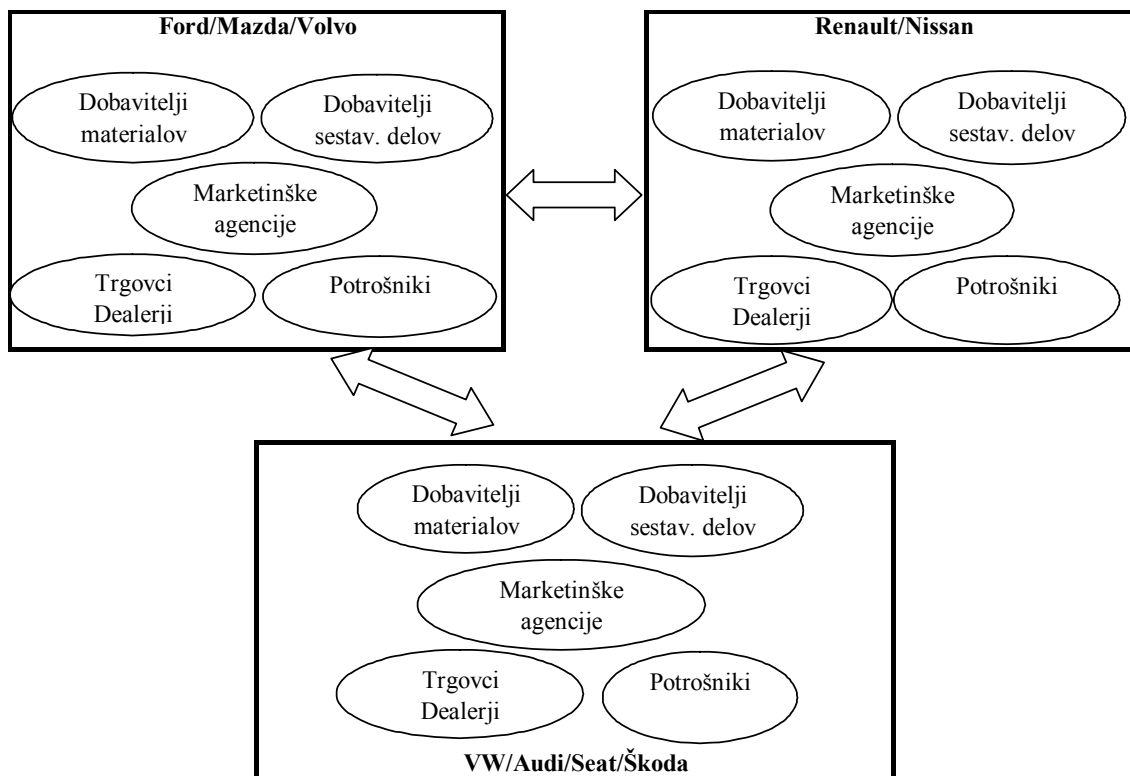 Ford/Mazda/Volvo
Dobavitelji
materialov
Dobavitelji
sestav. delov
Marketinške
agencije
Trgovci
Dealerji
Potrošniki
Renault/Nissan
Dobavitelji
materialov
Dobavitelji
sestav. delov
Marketinške
agencije
Trgovci
Dealerji
Potrošniki
Dobavitelji
materialov
Dobavitelji
sestav. delov
Marketinške
agencije
Trgovci
Dealerji
Potrošniki
VW/Audi/Seat/Škoda